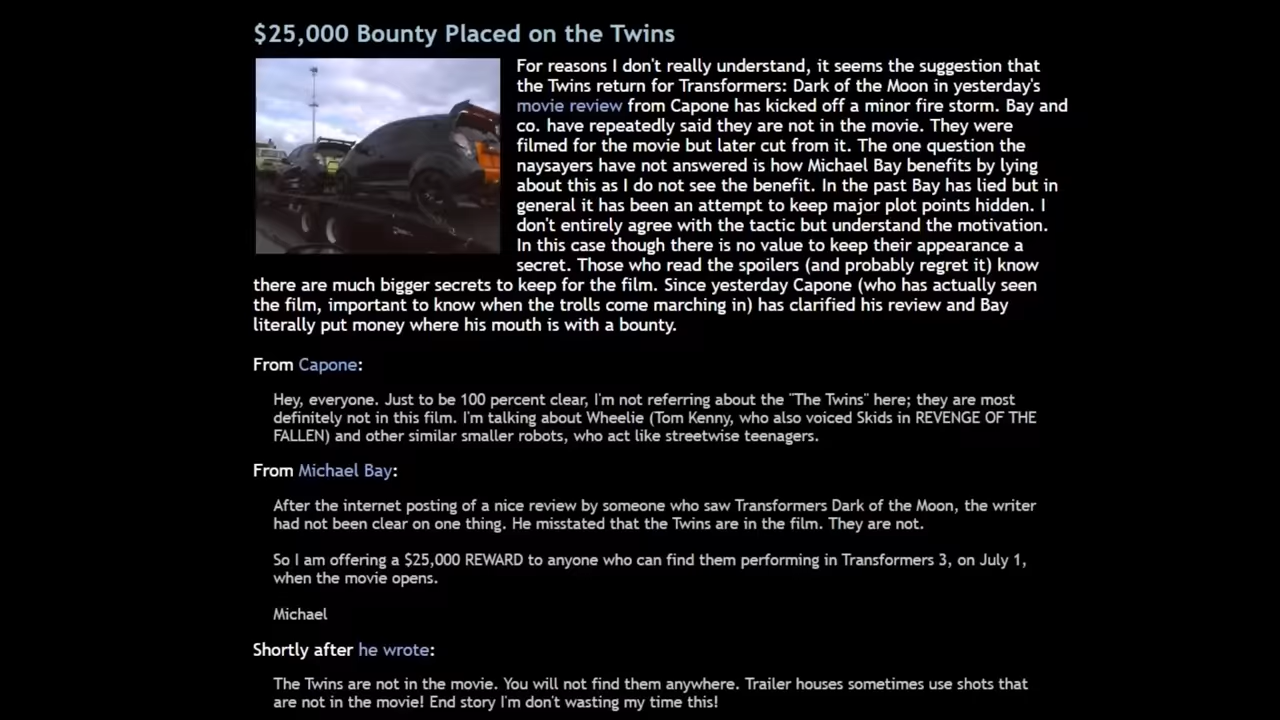 $25,000 Bounty Placed on the Twins
For reasons I don't really understand, it seems the suggestion that
the Twins return for Transformers: Dark of the Moon in yesterday's
movie review from Capone has kicked off a minor fire storm. Bay and
co. have repeatedly said they are not in the movie. They were
filmed for the movie but later cut from it. The one question the
naysayers have not answered is how Michael Bay benefits by lying
about this as I do not see the benefit. In the past Bay has lied but in
general it has been an attempt to keep major plot points hidden. I
don't entirely agree with the tactic but understand the motivation.
In this case though there is no value to keep their appearance a
secret. Those who read the spoilers (and probably regret it) know
there are much bigger secrets to keep for the film. Since yesterday Capone (who has actually seen
the film, important to know when the trolls come marching in) has clarified his review and Bay
literally put money where his mouth is with a bounty.
From Capone:
Hey, everyone. Just to be 100 percent clear, I'm not referring about the "The Twins" here; they are most
definitely not in this film. I'm talking about Wheelie (Tom Kenny, who also voiced Skids in REVENGE OF THE
FALLEN) and other similar smaller robots, who act like streetwise teenagers.
From Michael Bay:
After the internet posting of a nice review by someone who saw Transformers Dark of the Moon, the writer
had not been clear on one thing. He misstated that the Twins are in the film. They are not.
So I am offering a $25,000 REWARD to anyone who can find them performing in Transformers 3, on July 1,
when the movie opens.
Michael
Shortly after he wrote:
The Twins are not in the movie. You will not find them anywhere. Trailer houses sometimes use shots that
are not in the movie! End story I'm don't wasting my time this!